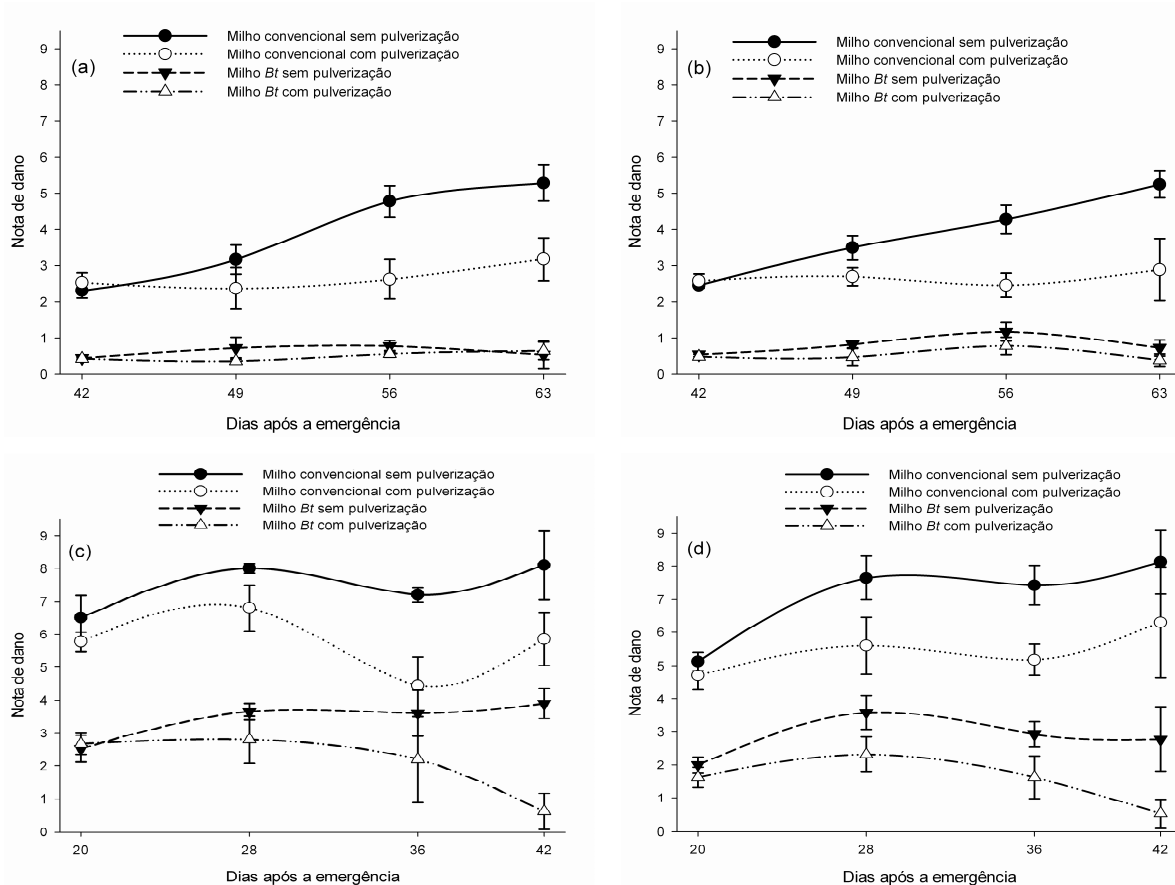 (a)
Milho convencional sem pulverização
Milho convencional com pulverização
Milho Bt sem pulverização
Milho Bt com pulverização
Nota de dano
9
8
7
6
5
4
3
2
1
0
42 49 56 63
Dias após a emergência
(b)
Milho convencional sem pulverização
Milho convencional com pulverização
Milho Bt sem pulverização
Milho Bt com pulverização
Nota de dano
9
8
7
6
5
4
3
2
1
0
42 49 56 63
Dias após a emergência
(c)
Milho convencional sem pulverização
Milho convencional com pulverização
Milho Bt sem pulverização
Milho Bt com pulverização
Nota de dano
9
8
7
6
5
4
3
2
1
0
20 28 36 42
Dias após a emergência
(d)
Milho convencional sem pulverização
Milho convencional com pulverização
Milho Bt sem pulverização
Milho Bt com pulverização
Nota de dano
9
8
7
6
5
4
3
2
1
0
20 28 36 42
Dias após a emergência